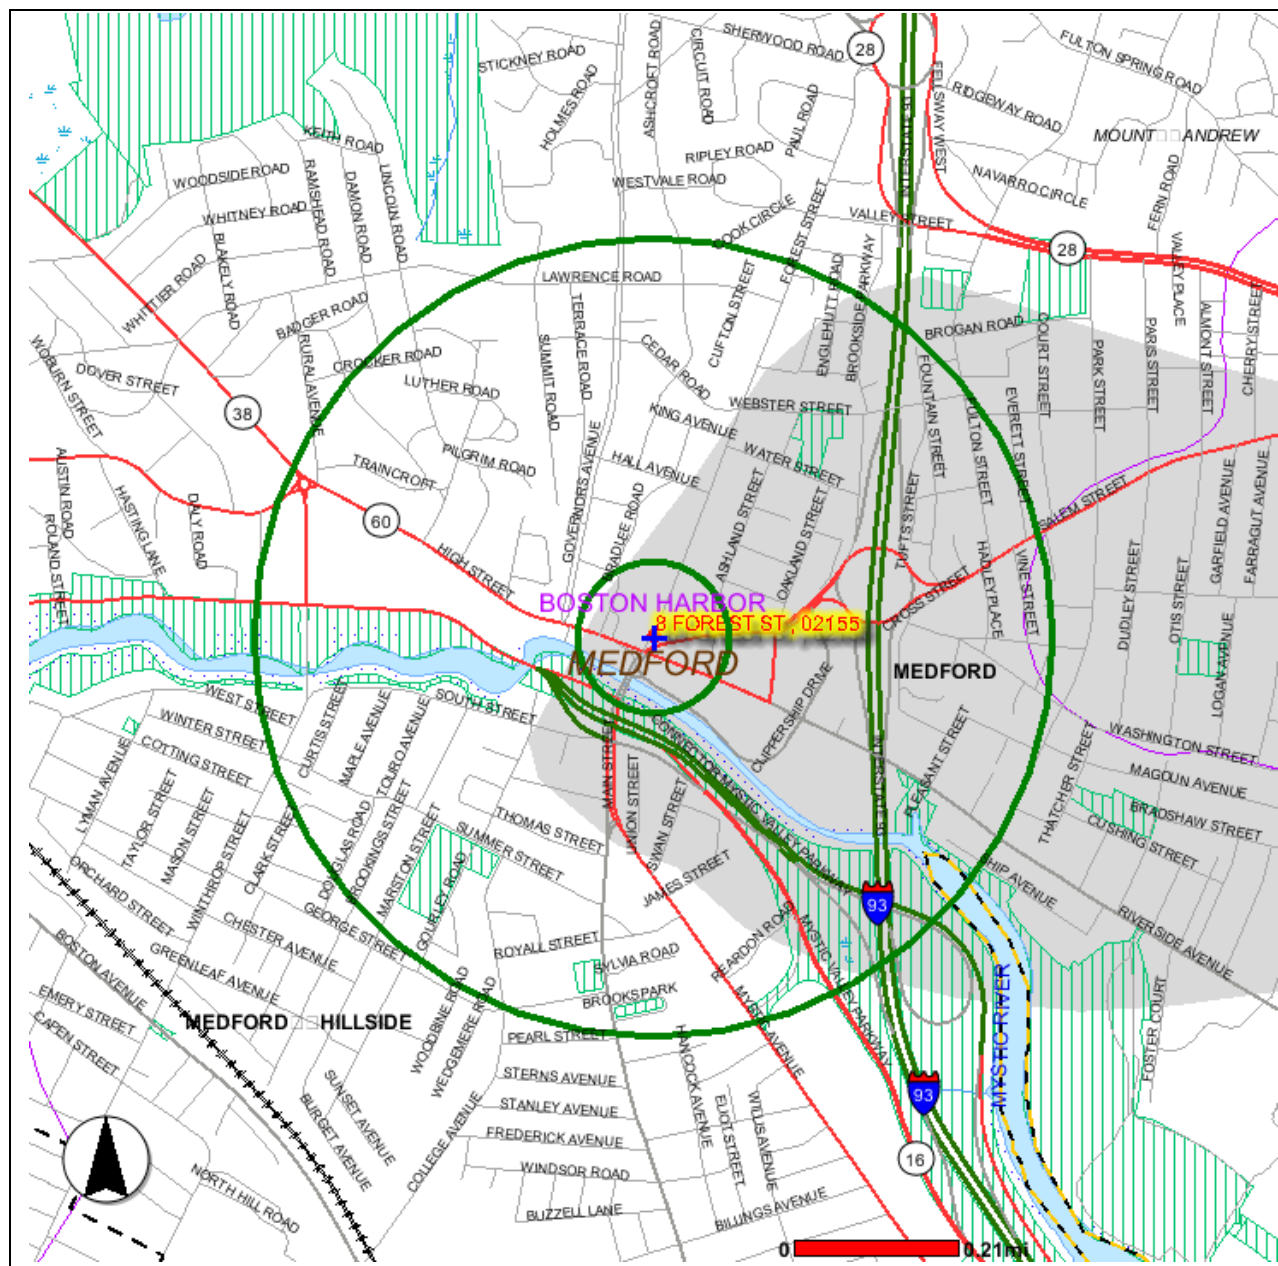 STICKNEY ROAD
HOLMES ROAD
ASHCROFT ROAD
CIRCUIT ROAD
SHERWOOD ROAD
28
FULTON SPRING ROAD
PAUL ROAD
FELLSWAY WEST
RIDGEWAY ROAD
INTERSTATE 93
MOUNT ANDREW
KEITH ROAD
RIPLEY ROAD
WESTVALE ROAD
NAVARRO CIRCLE
WOODSIDE ROAD
RAMSHEAD ROAD
DAMON ROAD
LINCOLN ROAD
FERN ROAD
WHITNEY ROAD
COOK CIRCLE
FOREST STREET
VALLEY STREET
28
BLAKELY ROAD
WHITTIER ROAD
LAWRENCE ROAD
ENGLEHUTT ROAD
BROOKSIDE PARKWAY
VALLEY PLACE
BADGER ROAD
TERRACE ROAD
CLIFTON STREET
BROGAN ROAD
COURT STREET
PARIS STREET
ALMONT STREET
CHERRY STREET
WOBURN STREET
DOVER STREET
RURAL AVENUE
CROCKER ROAD
SUMMIT ROAD
CEDAR ROAD
PARK STREET
LUTHER ROAD
FOUNTAIN STREET
FULTON STREET
EVERETT STREET
38
KING AVENUE
WEBSTER STREET
WATER STREET
AUSTIN ROAD
HASTING LANE
DALY ROAD
TRAINCROFT
PILGRIM ROAD
GOVERNORS AVENUE
HALL AVENUE
BRADLEE ROAD
ASHLAND STREET
OAKLAND STREET
TUFTS STREET
SALEM STREET
GARFIELD AVENUE
FARRAGUT AVENUE
60
ROLAND STREET
HIGH STREET
HADLEY PLACE
VINE STREET
CROSS STREET
DUDLEY STREET
OTIS STREET
BOSTON HARBOR
8 FOREST ST , 02155
MEDFORD
MEDFORD
LOGAN AVENUE
WEST STREET
WINTER STREET
COTTING STREET
CURTIS STREET
MAPLE AVENUE
TOURO AVENUE
SOUTH STREET
MAIN STREET
CONNECTOR MYSTIC VALLEY PARKWAY
CLIPPERSHIP DRIVE
INTERSTATE 93
PLEASANT STREET
WASHINGTON STREET
MAGOUN AVENUE
LYMAN AVENUE
TAYLOR STREET
MASON STREET
WINTHROP STREET
CLARK STREET
DOUGLAS ROAD
BROOKINGS STREET
MARSTON STREET
THOMAS STREET
SUMMER STREET
UNION STREET
SWAN STREET
JAMES STREET
THATCHER STREET
BRADSHAW STREET
CUSHING STREET
SHIP AVENUE
ORCHARD STREET
CHESTER AVENUE
GEORGE STREET
GOURLEY ROAD
93
RIVERSIDE AVENUE
BOSTON AVENUE
GREENLEAF AVENUE
ROYALL STREET
SYLVIA ROAD
REARDON ROAD
MYSTIC VALLEY PARKWAY
EMERY STREET
CAPEN STREET
MEDFORD HILLSIDE
WOODBINE ROAD
WEDGEMERE ROAD
BROOKS PARK
MYSTIC AVENUE
MYSTIC RIVER
FOSTER COURT
PEARL STREET
STERNS AVENUE
STANLEY AVENUE
FREDERICK AVENUE
WINDSOR ROAD
BUZZELL LANE
HANCOCK AVENUE
ELIOT STREET
WILLIS AVENUE
BILLINGS AVENUE
93
16
SUNSET AVENUE
BURGET AVENUE
COLLEGE AVENUE
NORTH HILL ROAD
0
0.21mi